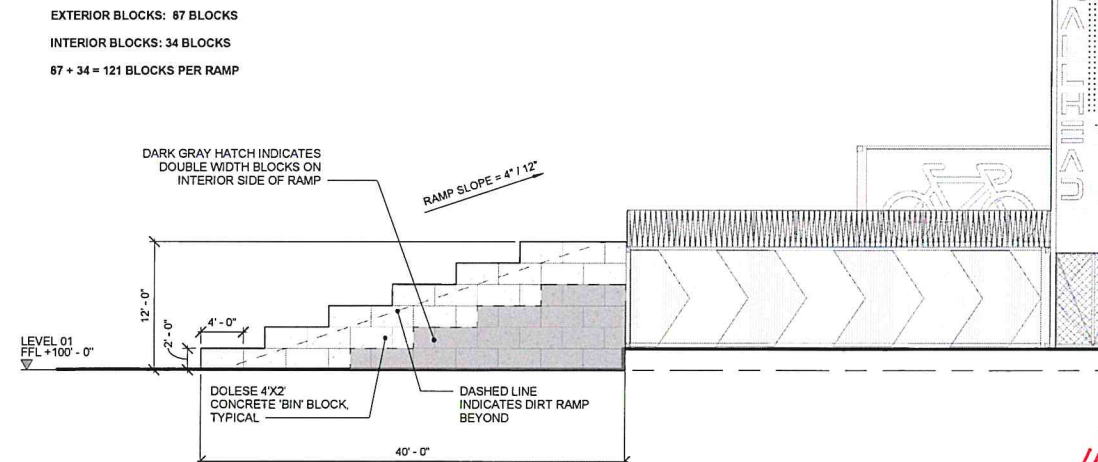 EXTERIOR BLOCKS: 87 BLOCKS
INTERIOR BLOCKS: 34 BLOCKS
87 + 34 = 121 BLOCKS PER RAMP
DARK GRAY HATCH INDICATES
DOUBLE WIDTH BLOCKS ON
INTERIOR SIDE OF RAMP
RAMP SLOPE = 4" / 12"
12' - 0"
2' - 0"
4' - 0"
LEVEL 01
FFL +100' - 0"
DOLESE 4'X2'
CONCRETE 'BIN' BLOCK,
TYPICAL
DASHED LINE
INDICATES DIRT RAMP
BEYOND
40' - 0"